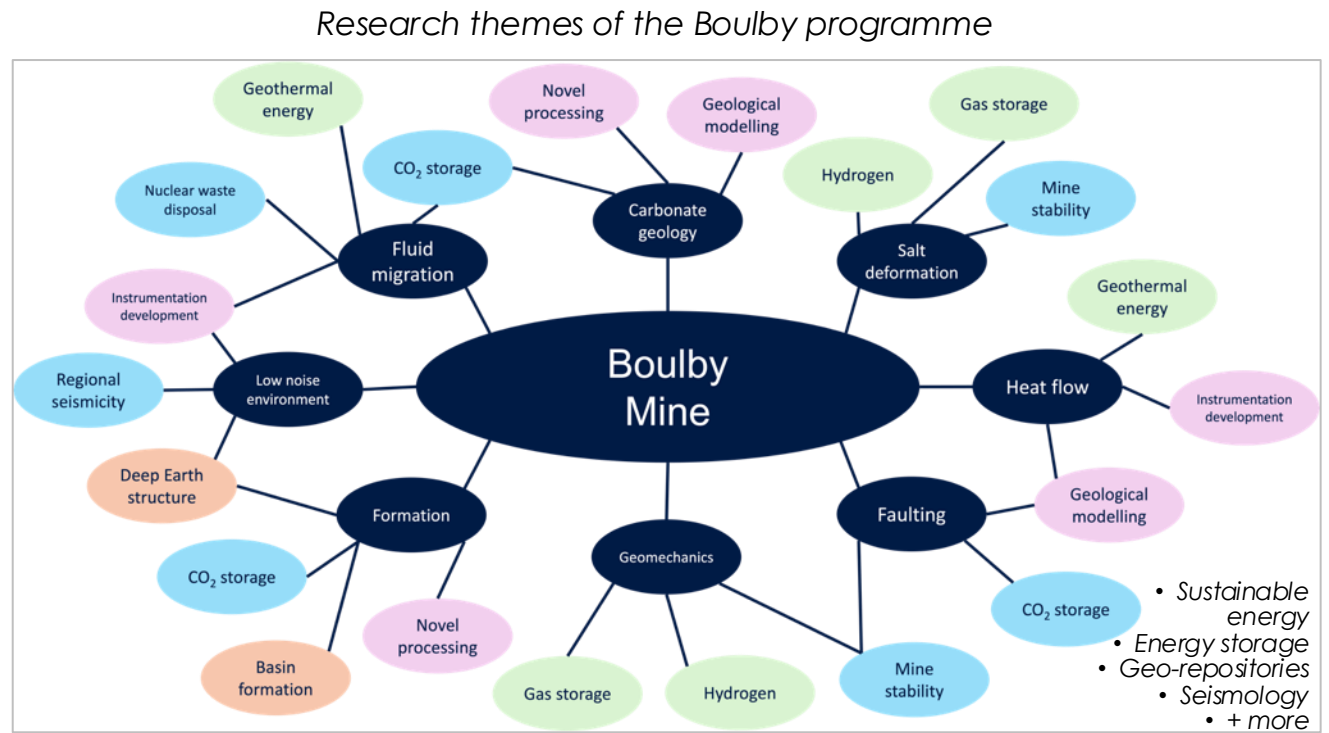 Research themes of the Boulby programme
Geothermal
energy
Novel
processing
Geological
modelling
Gas storage
CO₂ storage
Hydrogen
Nuclear waste
disposal
Mine
stability
Carbonate
geology
Fluid
migration
Salt
deformation
Instrumentation
development
Geothermal
energy
Boulby
Mine
Regional
seismicity
Low noise
environment
Heat flow
Instrumentation
development
Deep Earth
structure
Formation
Geomechanics
Faulting
Geological
modelling
CO₂ storage
Novel
processing
Basin
formation
Gas storage
Hydrogen
Mine
stability
CO₂ storage
• Sustainable
energy
• Energy storage
• Geo-repositories
• Seismology
• + more